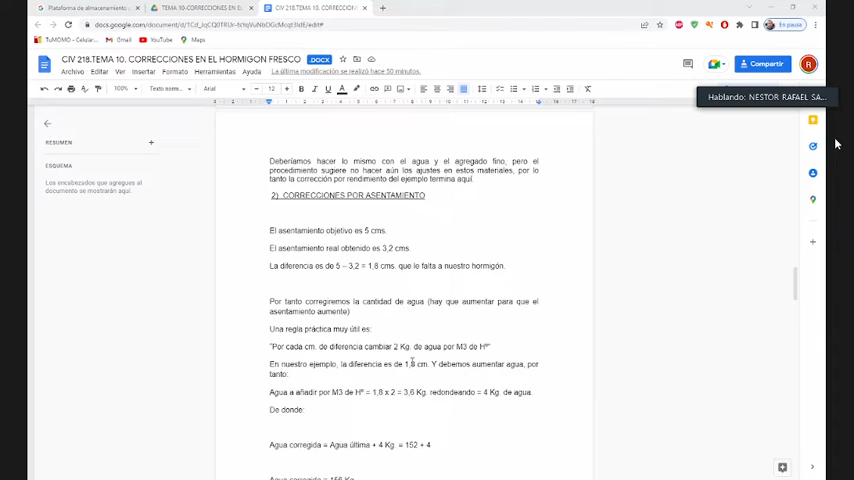 Plataforma de almacenamiento c
TEMA 10-CORRECCIONES EN EL
CIV 218.TEMA 10. CORRECCIONES
docs.google.com/document/d/
En pausa
TuMOMO - Celular...
Gmail
YouTube
Maps
CIV 218.TEMA 10. CORRECCIONES EN EL HORMIGON FRESCO .DOCX
Compartir
R
Archivo Editar Ver Insertar Formato Herramientas Ayuda La última modificación se realizó hace 50 minutos.
100% Texto norm... Arial 12 B I U A
Hablando: NESTOR RAFAEL SA...
RESUMEN
ESQUEMA
Los encabezados que agregues al
documento se mostrarán aquí.
Deberíamos hacer lo mismo con el agua y el agregado fino, pero el
procedimiento sugiere no hacer aún los ajustes en estos materiales, por lo
tanto la corrección por rendimiento del ejemplo termina aquí.
2) CORRECCIONES POR ASENTAMIENTO
El asentamiento objetivo es 5 cms.
El asentamiento real obtenido es 3,2 cms.
La diferencia es de 5 – 3,2 = 1,8 cms. que le falta a nuestro hormigón.
Por tanto corregiremos la cantidad de agua (hay que aumentar para que el
asentamiento aumente)
Una regla práctica muy útil es:
"Por cada cm. de diferencia cambiar 2 Kg. de agua por M3 de Hº"
En nuestro ejemplo, la diferencia es de 1,8 cm. Y debemos aumentar agua, por
tanto:
Agua a añadir por M3 de Hº = 1,8 x 2 = 3,6 Kg. redondeando = 4 Kg. de agua.
De donde:
Agua corregida = Agua última + 4 Kg. = 152 + 4
Agua corregida = 156 Kg.